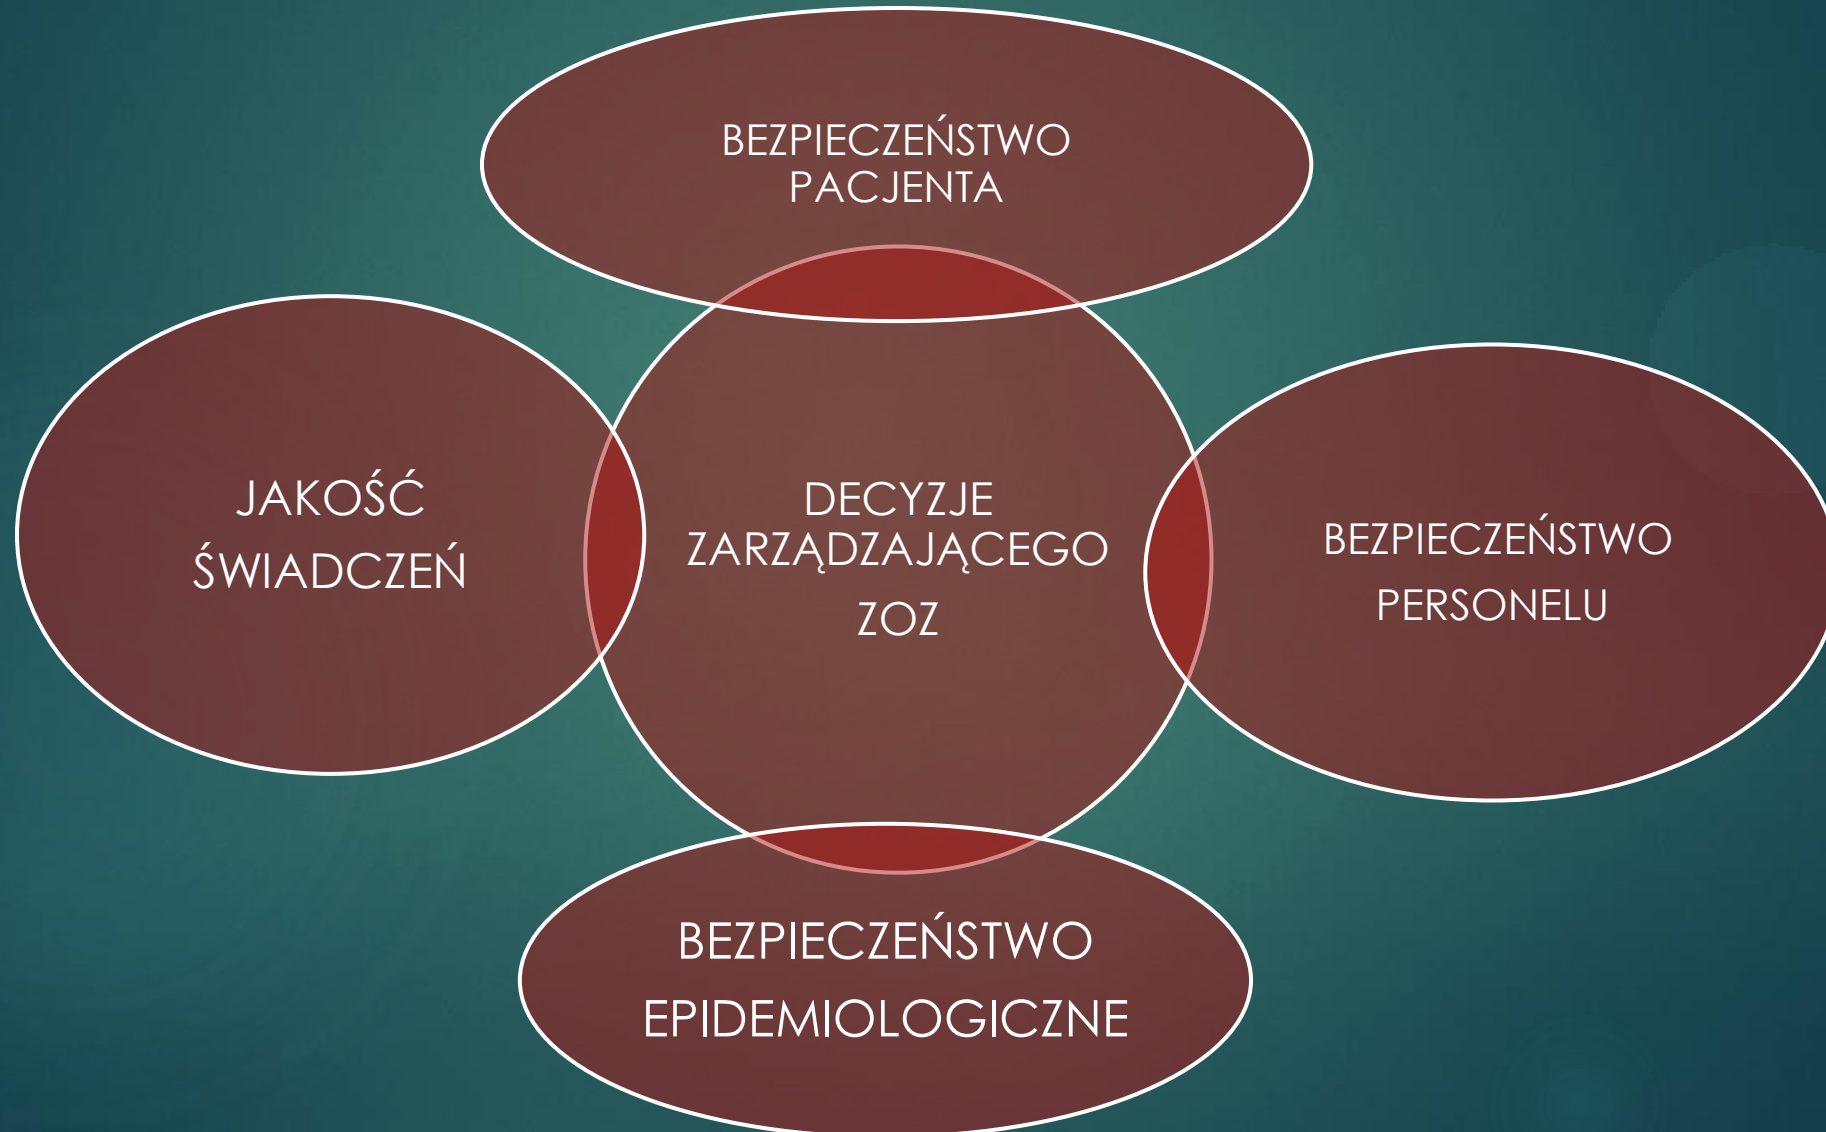 BEZPIECZEŃSTWO
PACJENTA
JAKOŚĆ
ŚWIADCZEŃ
DECYZJE
ZARZĄDZAJĄCEGO
ZOZ
BEZPIECZEŃSTWO
PERSONELU
BEZPIECZEŃSTWO
EPIDEMIOLOGICZNE